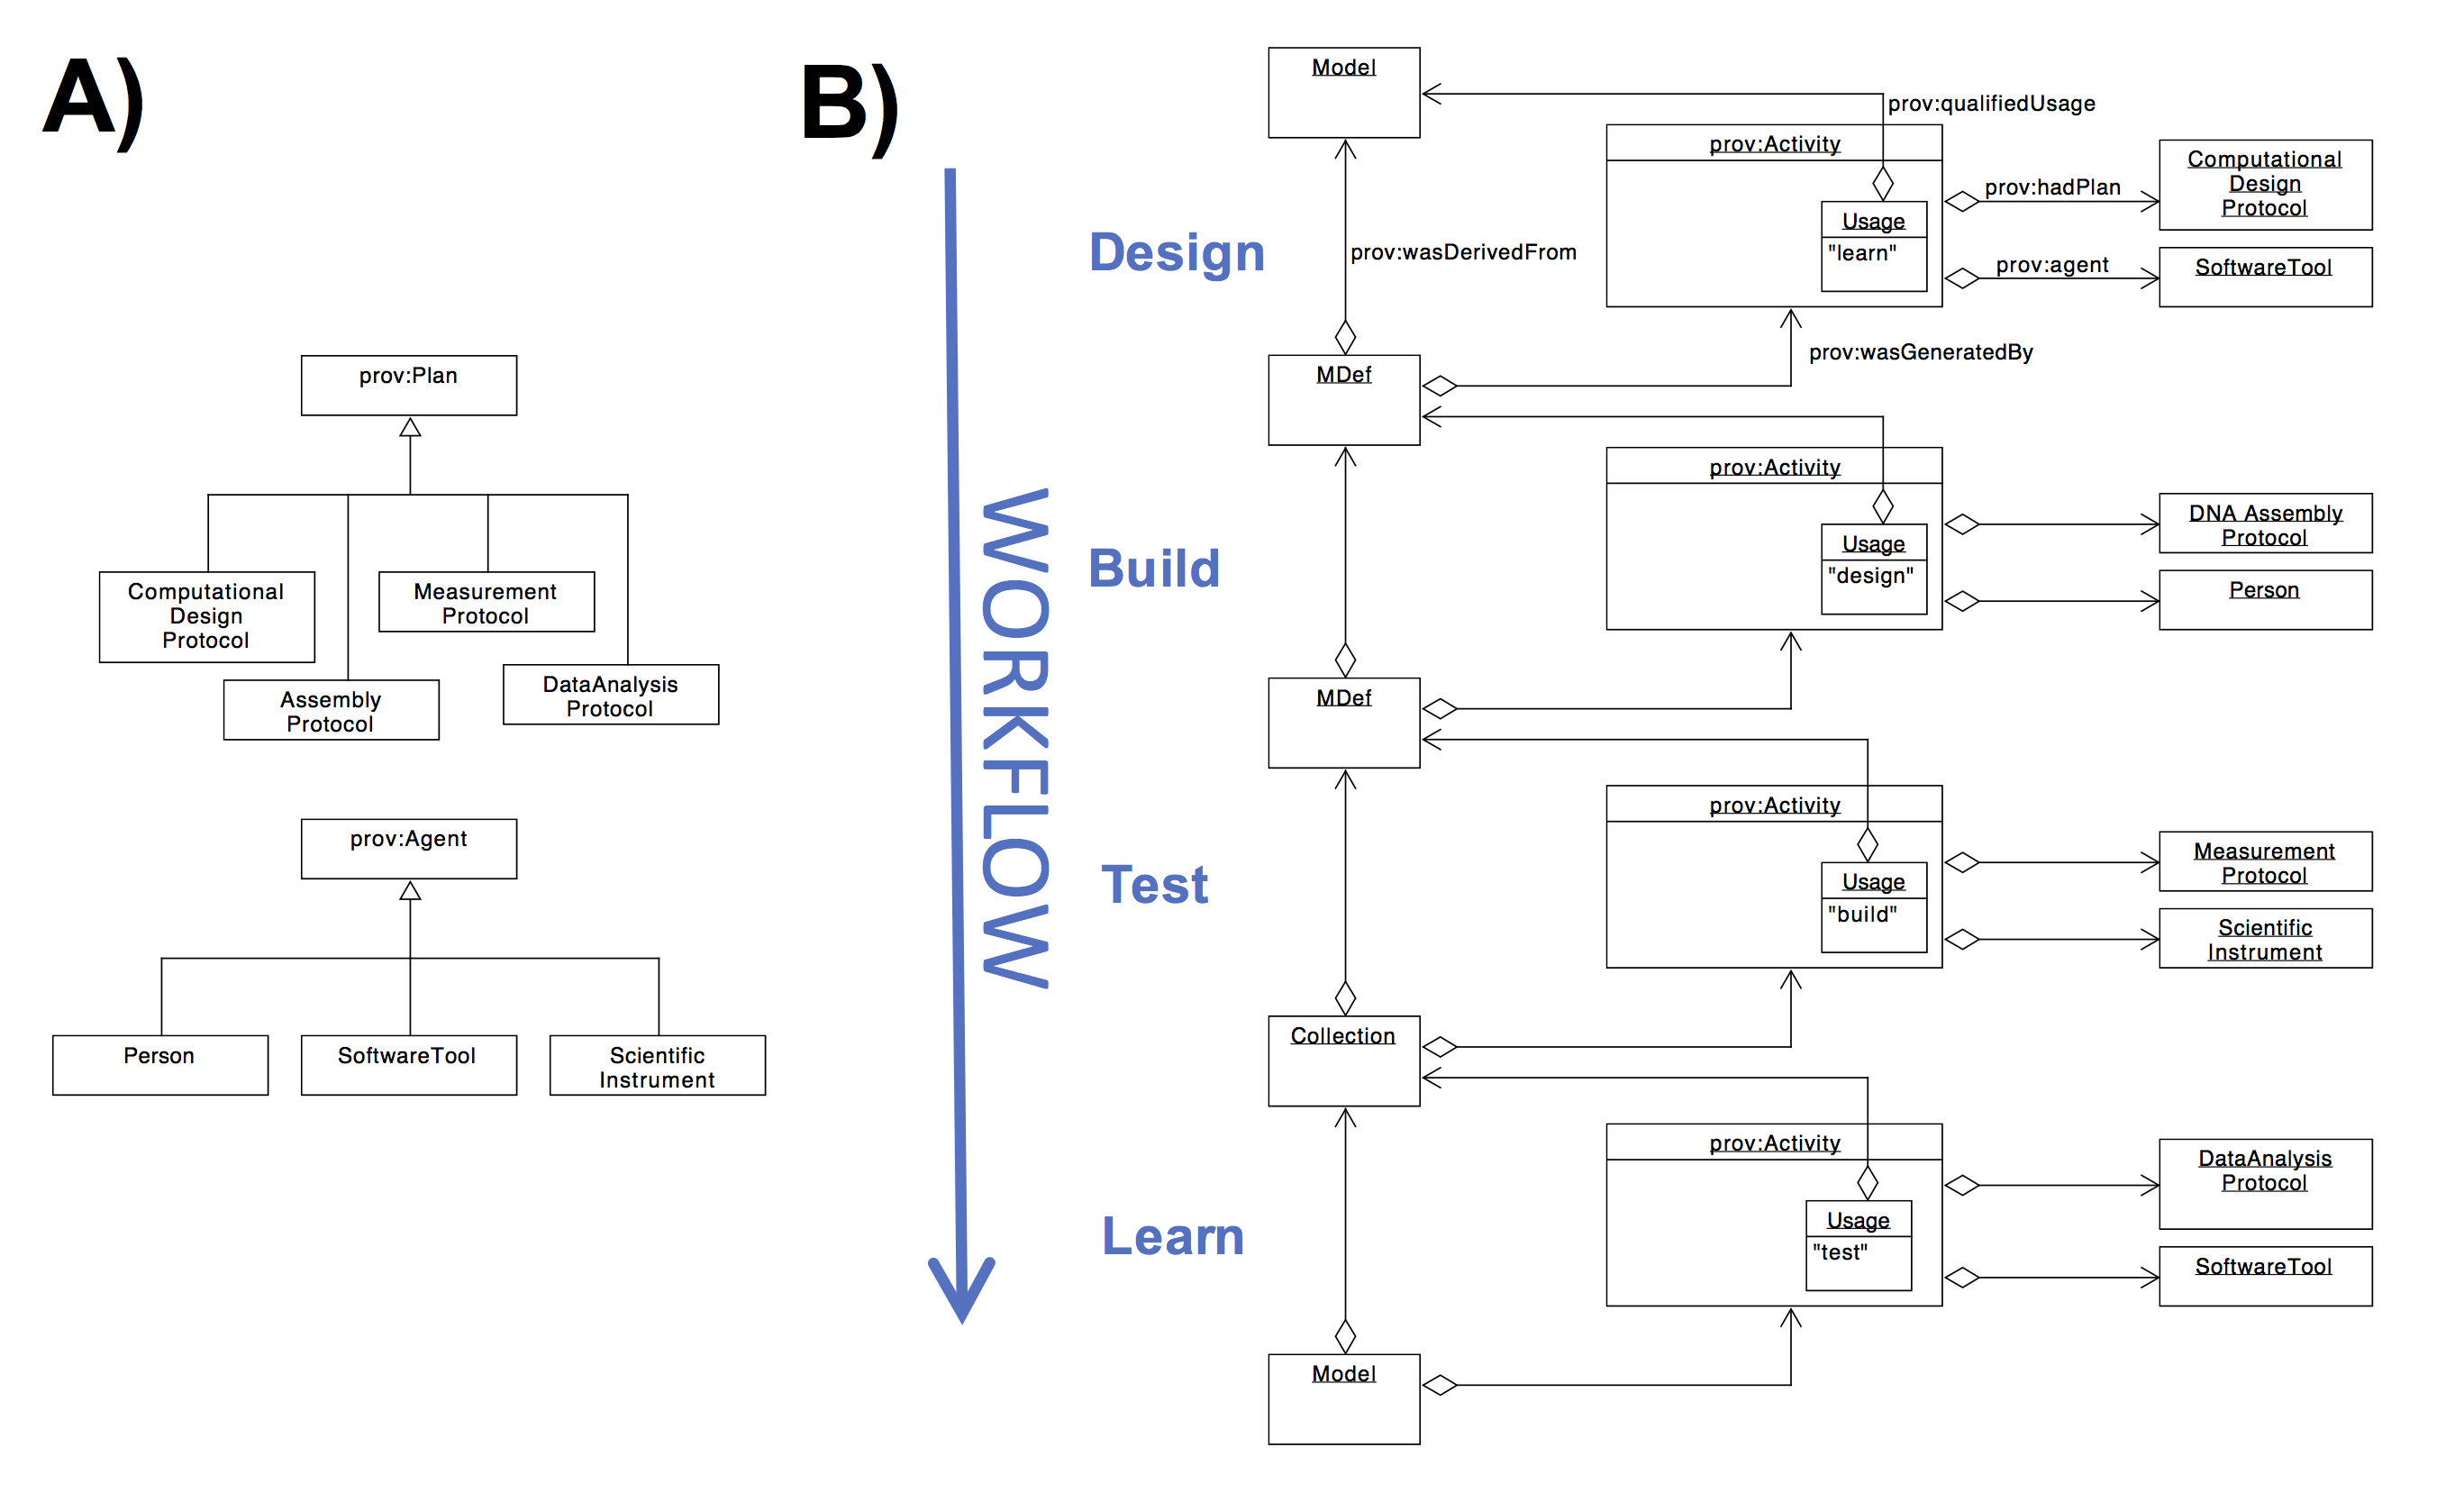 A)
prov:Plan
Computational
Design
Protocol
Measurement
Protocol
Assembly
Protocol
DataAnalysis
Protocol
prov:Agent
Person
SoftwareTool
Scientific
Instrument
B)
WORKFLOW
Design
Build
Test
Learn
Model
prov:qualifiedUsage
prov:Activity
Usage
"learn"
prov:hadPlan
Computational
Design
Protocol
prov:agent
SoftwareTool
prov:wasDerivedFrom
prov:wasGeneratedBy
MDef
prov:Activity
Usage
"design"
DNA Assembly
Protocol
Person
MDef
prov:Activity
Usage
"build"
Measurement
Protocol
Scientific
Instrument
Collection
prov:Activity
Usage
"test"
DataAnalysis
Protocol
SoftwareTool
Model